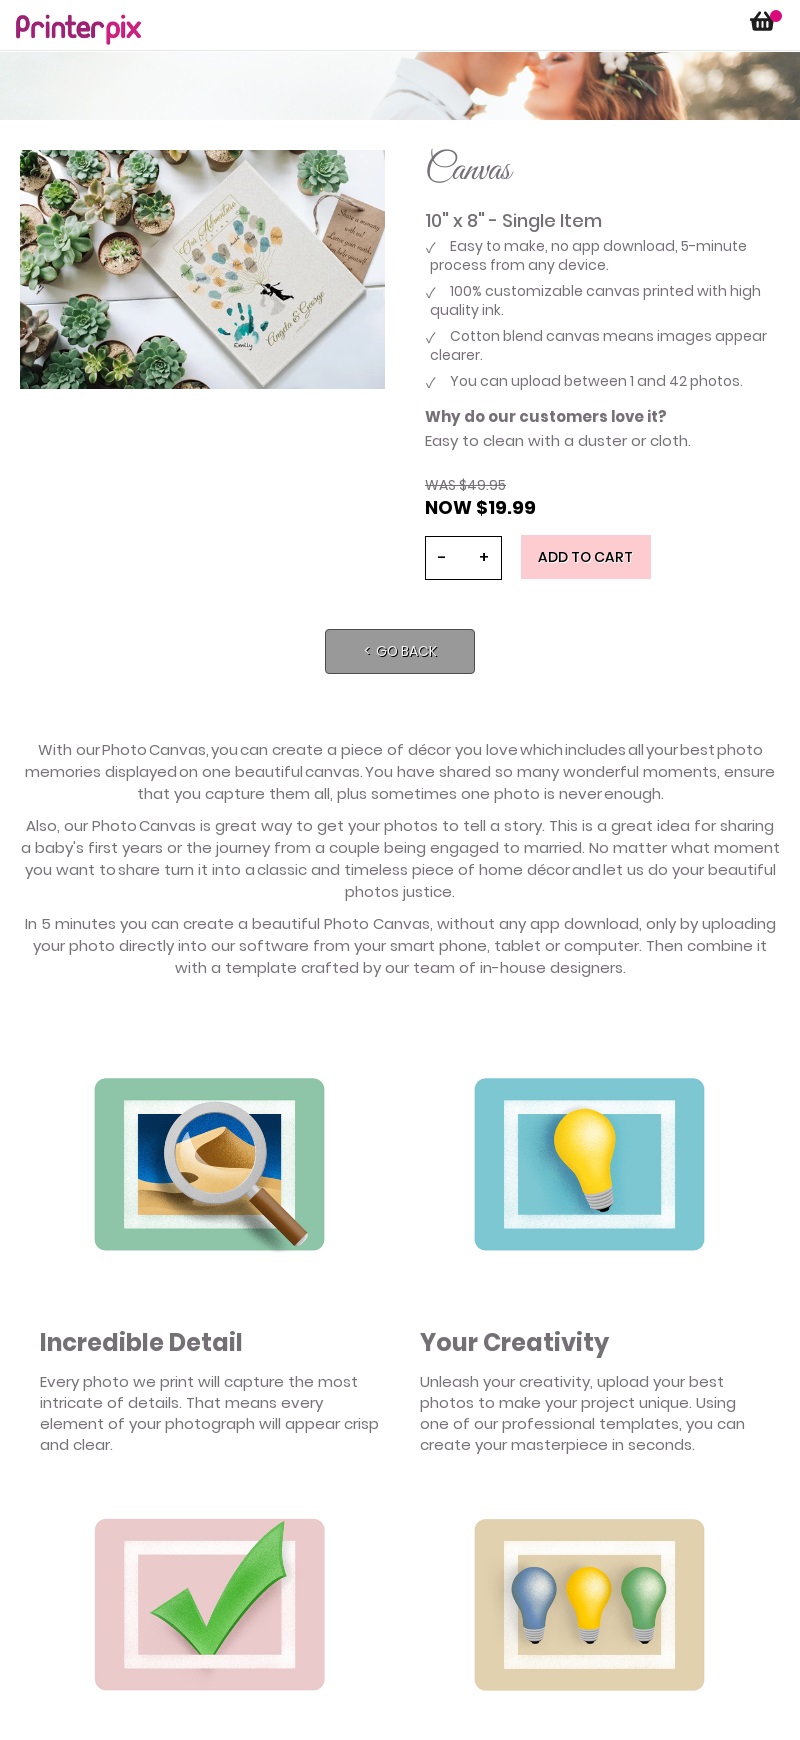 Printerpix
Our Adventure
Emily
Angela & George
Canvas
10" x 8" - Single Item
✓ Easy to make, no app download, 5-minute
process from any device.
✓ 100% customizable canvas printed with high
quality ink.
✓ Cotton blend canvas means images appear
clearer.
✓ You can upload between 1 and 42 photos.
Why do our customers love it?
Easy to clean with a duster or cloth.
WAS $49.95
NOW $19.99
- +
ADD TO CART
< GO BACK
With our Photo Canvas, you can create a piece of décor you love which includes all your best photo
memories displayed on one beautiful canvas. You have shared so many wonderful moments, ensure
that you capture them all, plus sometimes one photo is never enough.
Also, our Photo Canvas is great way to get your photos to tell a story. This is a great idea for sharing
a baby's first years or the journey from a couple being engaged to married. No matter what moment
you want to share turn it into a classic and timeless piece of home décor and let us do your beautiful
photos justice.
In 5 minutes you can create a beautiful Photo Canvas, without any app download, only by uploading
your photo directly into our software from your smart phone, tablet or computer. Then combine it
with a template crafted by our team of in-house designers.
Incredible Detail
Every photo we print will capture the most
intricate of details. That means every
element of your photograph will appear crisp
and clear.
Your Creativity
Unleash your creativity, upload your best
photos to make your project unique. Using
one of our professional templates, you can
create your masterpiece in seconds.